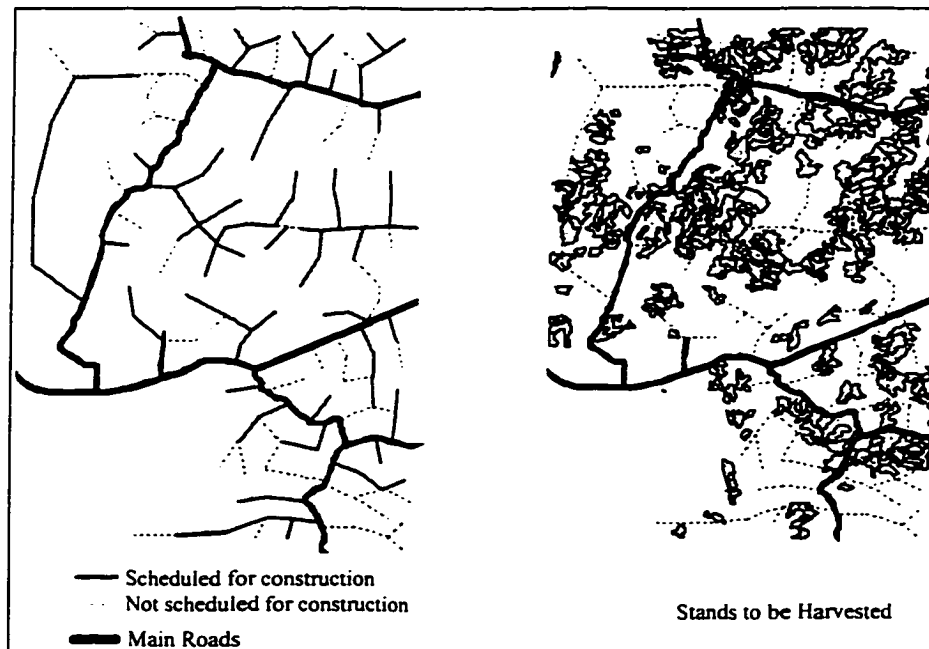 Scheduled for construction
Not scheduled for construction
Main Roads
Stands to be Harvested